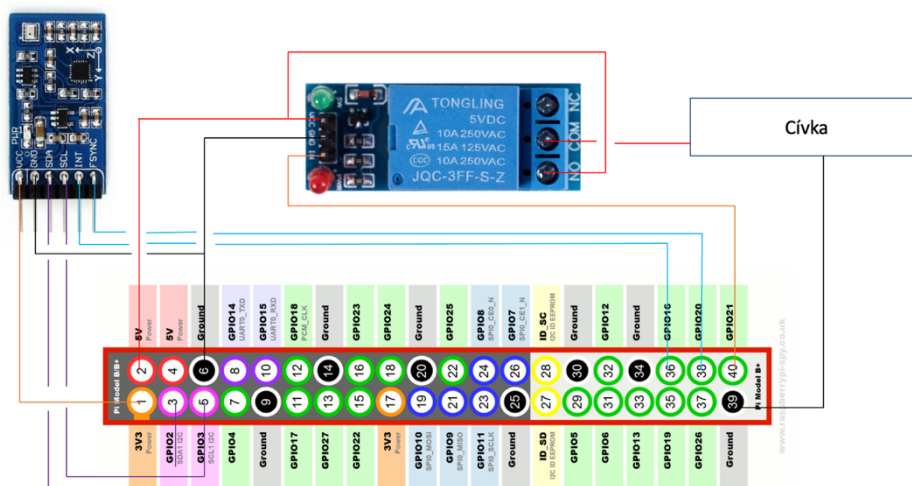 X
Z
Y
PWR
VCC
GND
SDA
SCL
INT
FSYNC
TONGLING
5VDC
10A250VAC
15A 125VAC
10A 250VAC
JQC-3FF-S-Z
NC
COM
NO
Cívka
5V
Power
5V
Power
Ground
GPIO14
UART0_TXD
GPIO15
UART0_RXD
GPIO18
PCM_CLK
Ground
GPIO23
GPIO24
Ground
GPIO25
GPIO8
SPI0_CE0_N
GPIO7
SPI0_CE1_N
ID_SC
I2C ID EEPROM
Ground
GPIO12
Ground
GPIO16
GPIO20
GPIO21
Pi Model B/B+
2 4 6 8 10 12 14 16 18 20 22 24 26 28 30 32 34 36 38 40
1 3 5 7 9 11 13 15 17 19 21 23 25 27 29 31 33 35 37 39
Pi Model B+
3V3
Power
GPIO2
SDA1 I2C
GPIO3
SCL1 I2C
GPIO4
Ground
GPIO17
GPIO27
GPIO22
3V3
Power
GPIO10
SPI0_MOSI
GPIO9
SPI0_MISO
GPIO11
SPI0_SCLK
Ground
ID_SD
I2C ID EEPROM
GPIO5
GPIO6
GPIO13
GPIO19
GPIO26
Ground
www.raspberrypi-spy.co.uk